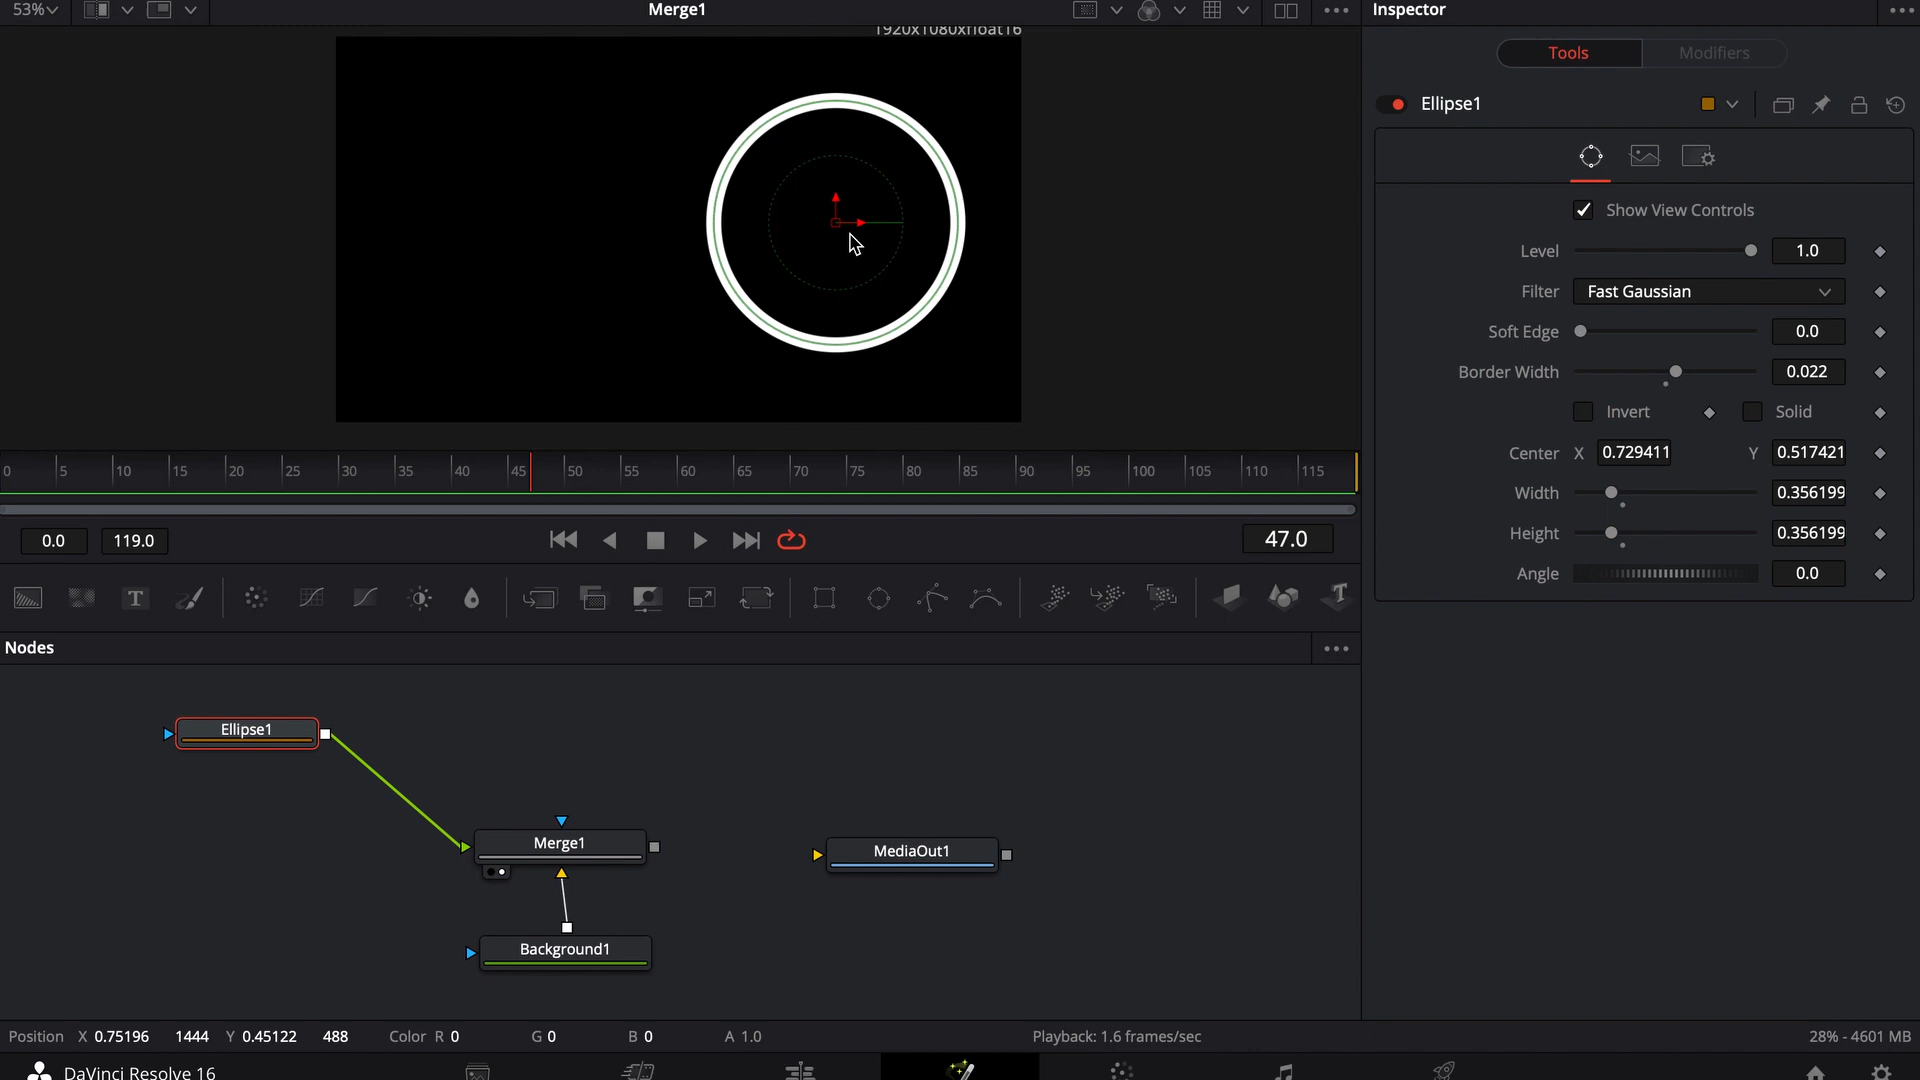 53%
Merge1
1920x1080xfloat16
Inspector
Tools
Modifiers
Ellipse1
Show View Controls
Level 1.0
Filter Fast Gaussian
Soft Edge 0.0
Border Width 0.022
Invert Solid
Center X 0.729411 Y 0.517421
Width 0.356199
Height 0.356199
Angle 0.0
0 5 10 15 20 25 30 35 40 45 50 55 60 65 70 75 80 85 90 95 100 105 110 115
0.0 119.0 47.0
T T
Nodes
Ellipse1
Merge1
MediaOut1
Background1
Position X 0.75196 1444 Y 0.45122 488 Color R 0 G 0 B 0 A 1.0 Playback: 1.6 frames/sec 28% - 4601 MB
DaVinci Resolve 16